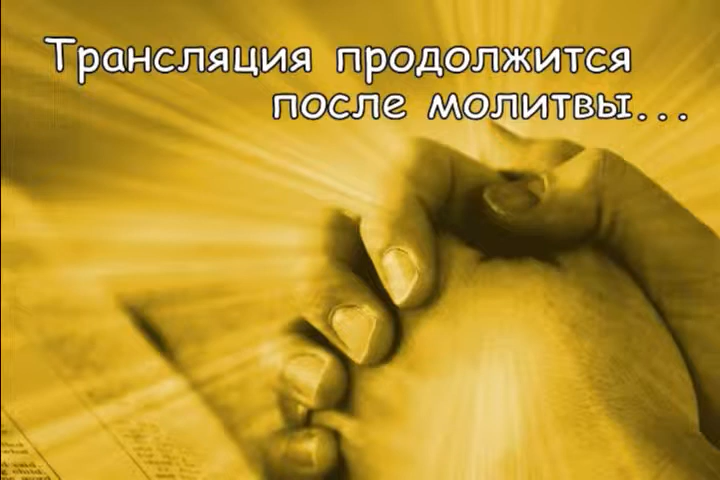 Трансляция продолжится
после молитвы...